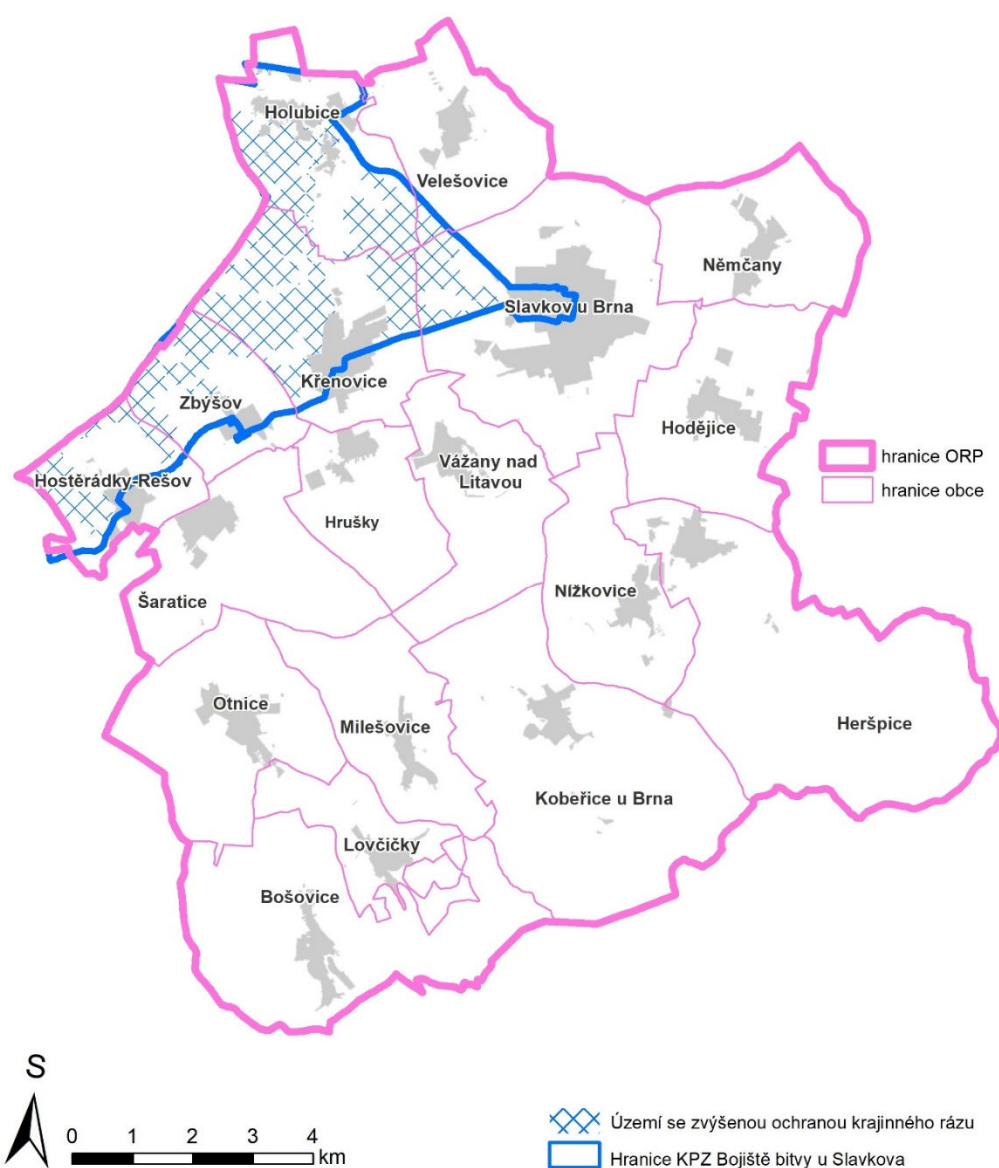 Holubice
Velešovice
Němčany
Slavkov u Brna
Křenovice
Zbýšov
Hodějice
Vážany nad
Litavou
hranice ORP
Hostěrádky-Rešov
hranice obce
Hrušky
Nížkovice
Šaratice
Otnice
Milešovice
Heršpice
Kobeřice u Brna
Lovčičky
Bošovice
S
0 1 2 3 4
km
Území se zvýšenou ochranou krajinného rázu
Hranice KPZ Bojiště bitvy u Slavkova